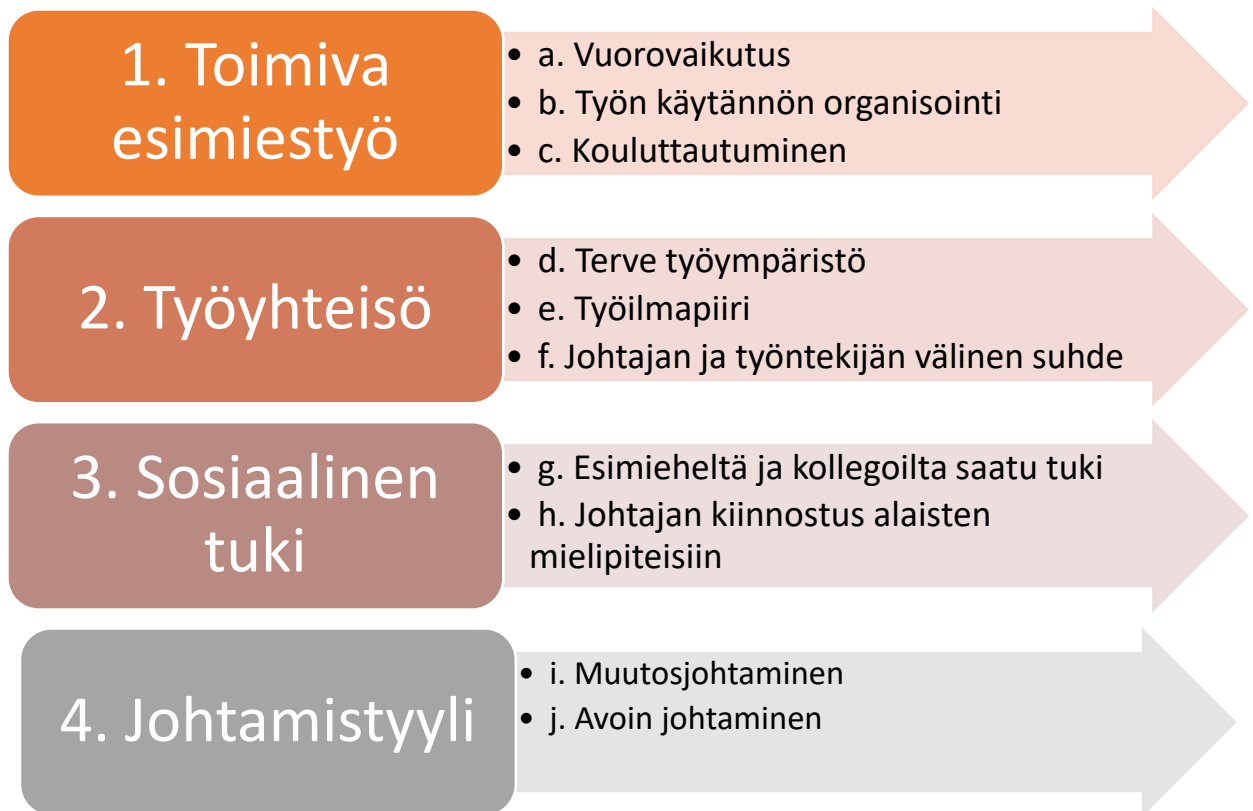 1. Toimiva
esimiestyö
• a. Vuorovaikutus
• b. Työn käytännön organisointi
• c. Kouluttautuminen
2. Työyhteisö
• d. Terve työympäristö
• e. Työilmapiiri
• f. Johtajan ja työntekijän välinen suhde
3. Sosiaalinen
tuki
• g. Esimieheltä ja kollegoilta saatu tuki
• h. Johtajan kiinnostus alaisten
mielipiteisiin
4. Johtamistyyli
• i. Muutosjohtaminen
• j. Avoin johtaminen